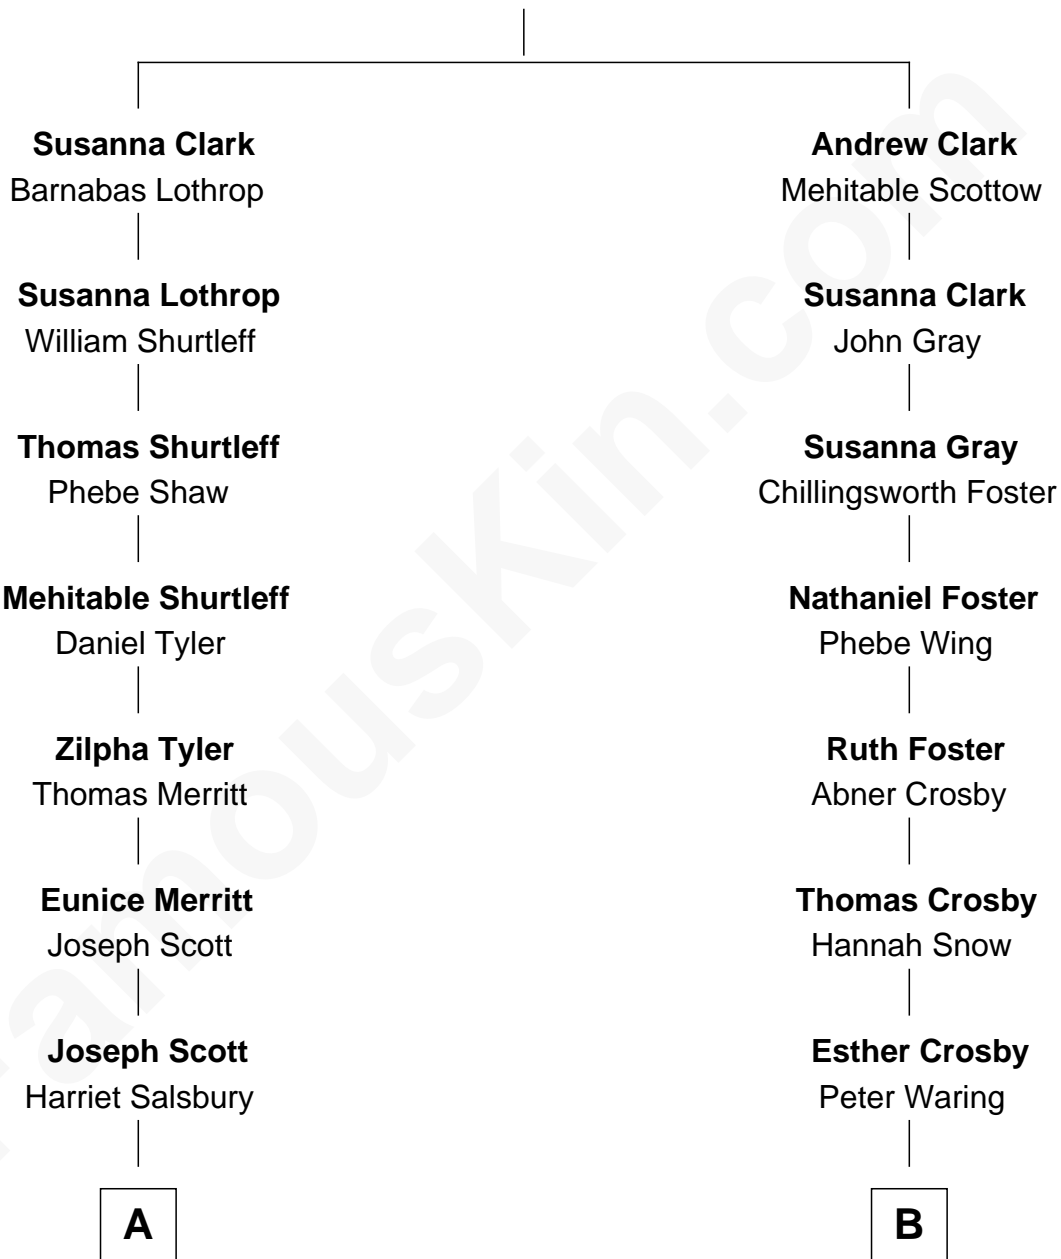 Susanna Clark
Barnabas Lothrop
Susanna Lothrop
William Shurtleff
Thomas Shurtleff
Phebe Shaw
Mehitable Shurtleff
Daniel Tyler
Zilpha Tyler
Thomas Merritt
Eunice Merritt
Joseph Scott
Joseph Scott
Harriet Salsbury
A
Andrew Clark
Mehitable Scottow
Susanna Clark
John Gray
Susanna Gray
Chillingsworth Foster
Nathaniel Foster
Phebe Wing
Ruth Foster
Abner Crosby
Thomas Crosby
Hannah Snow
Esther Crosby
Peter Waring
B
FamousKin.com